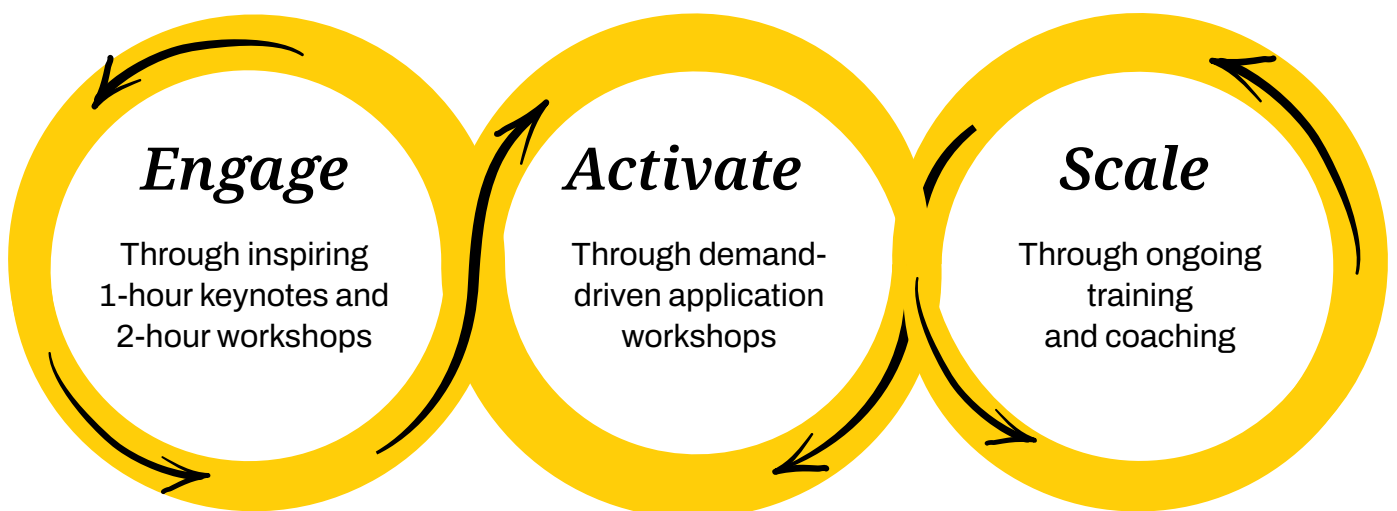 Engage
Through inspiring
1-hour keynotes and
2-hour workshops
Activate
Through demand-
driven application
workshops
Scale
Through ongoing
training
and coaching